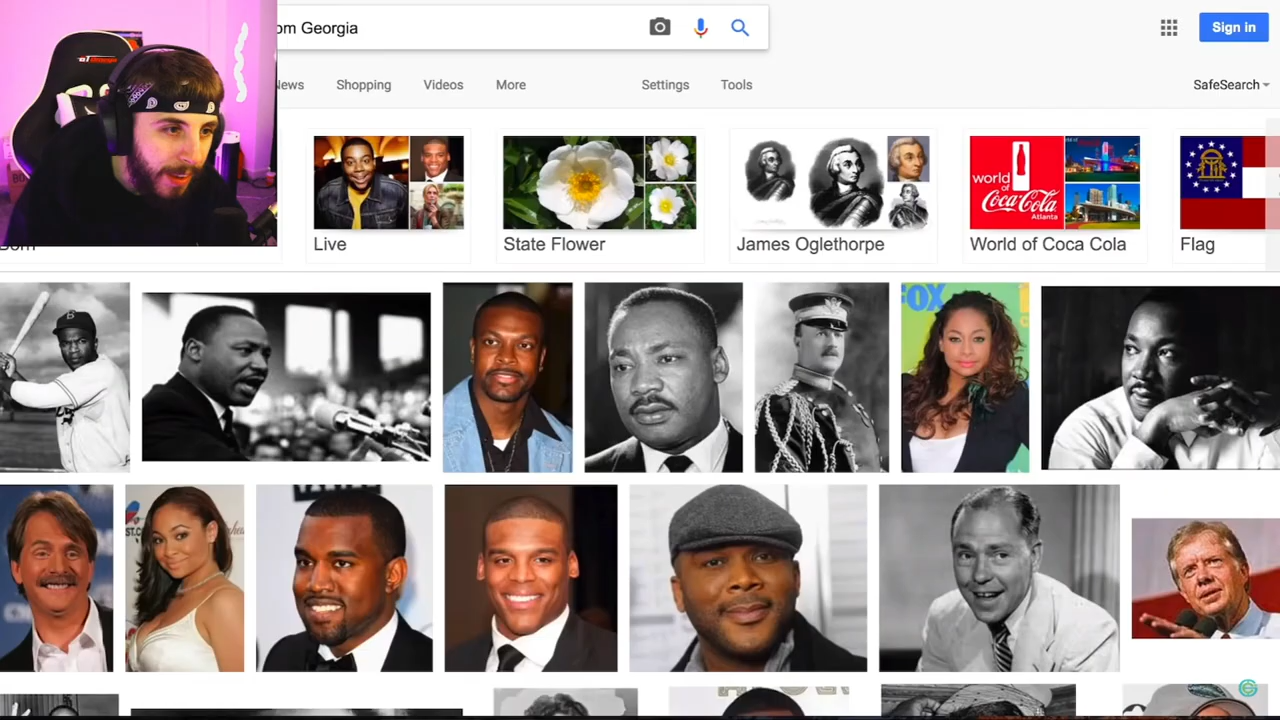 om Georgia
Sign in
News
Shopping
Videos
More
Settings
Tools
SafeSearch
world
of
Coca-Cola
Atlanta
Live
State Flower
James Oglethorpe
World of Coca Cola
Flag
FOX
B